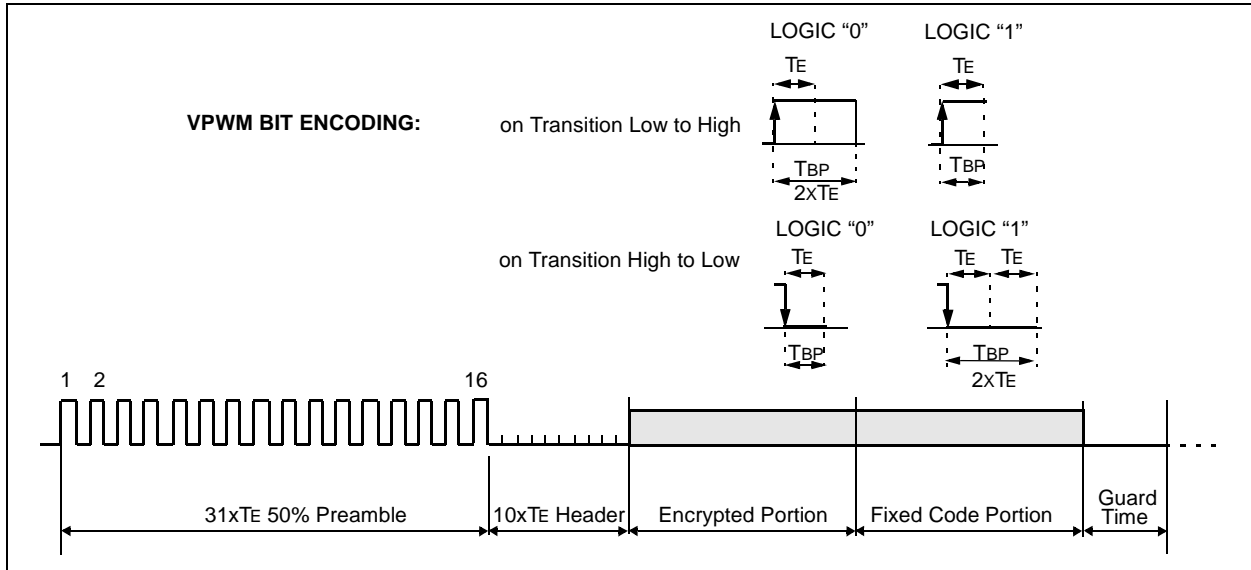 LOGIC “0” LOGIC “1”
TE TE
VPWM BIT ENCODING: on Transition Low to High
TBP TBP
2XTE
LOGIC “0” LOGIC “1”
on Transition High to Low TE TE TE
TBP TBP
2XTE
1 2 16
31xTE 50% Preamble 10xTE Header Encrypted Portion Fixed Code Portion Guard
Time